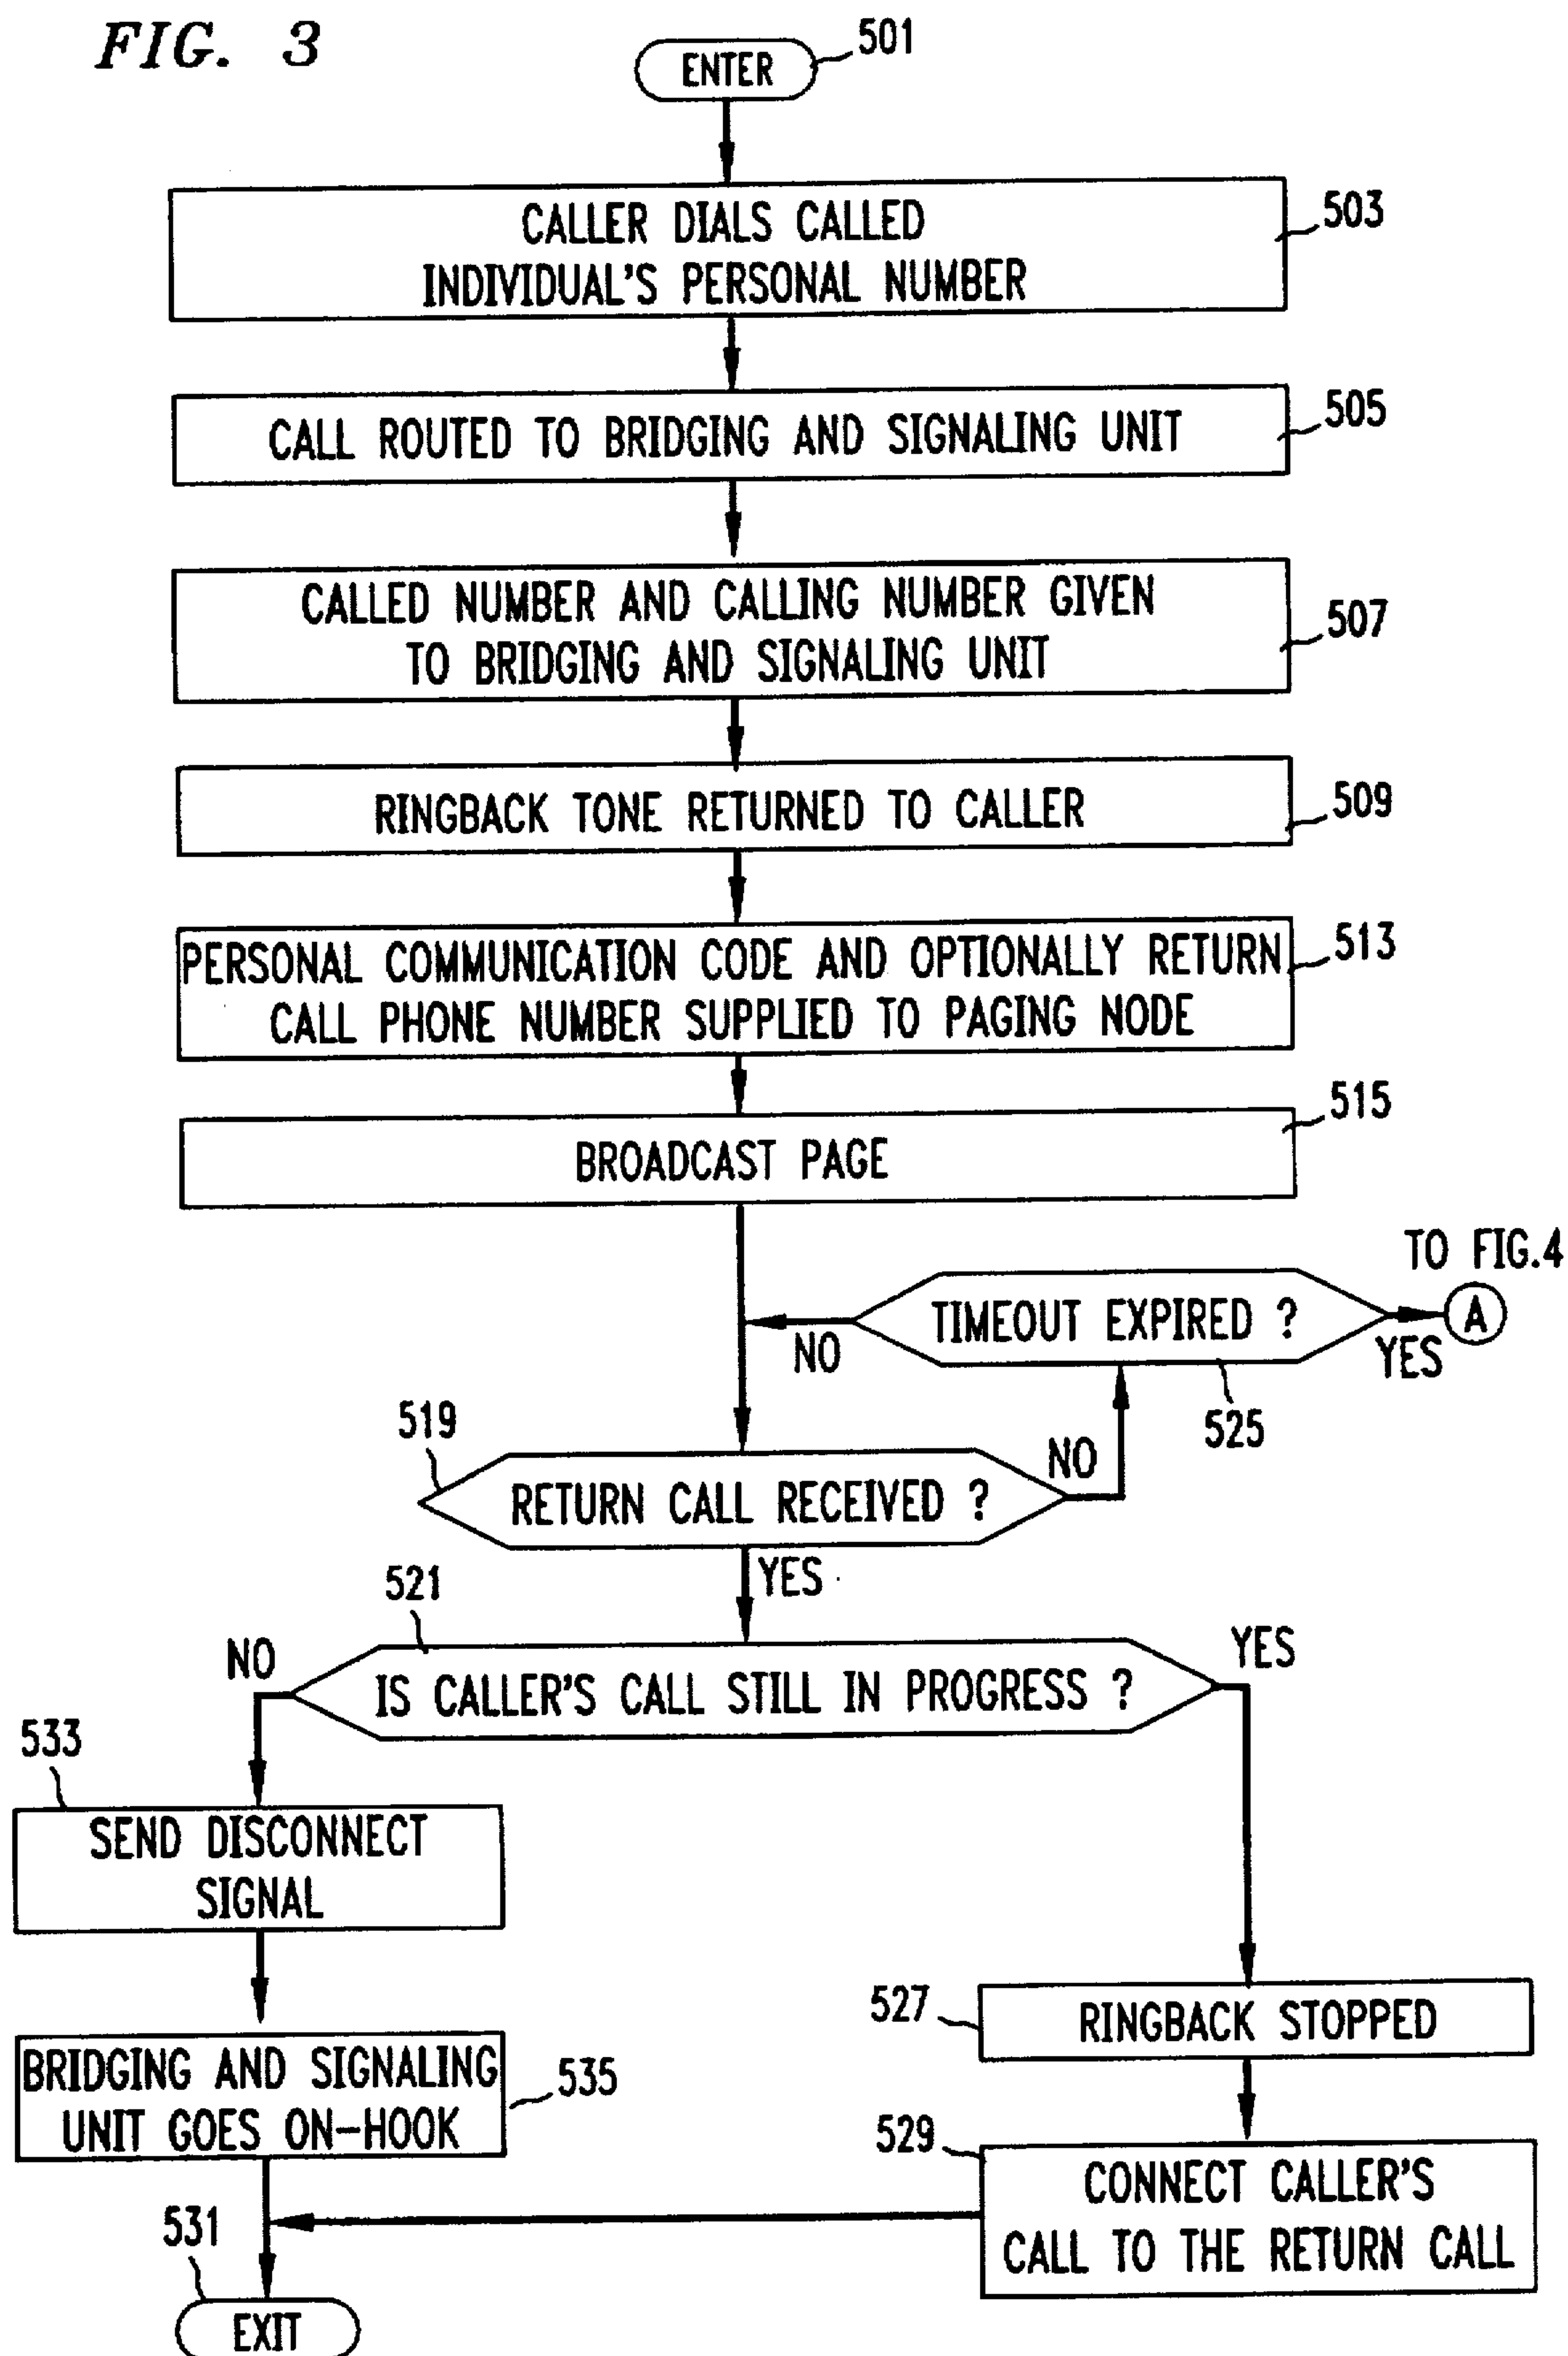 FIG. 3
ENTER
501
CALLER DIALS CALLED
INDIVIDUAL'S PERSONAL NUMBER
503
CALL ROUTED TO BRIDGING AND SIGNALING UNIT
505
CALLED NUMBER AND CALLING NUMBER GIVEN
TO BRIDGING AND SIGNALING UNIT
507
RINGBACK TONE RETURNED TO CALLER
509
PERSONAL COMMUNICATION CODE AND OPTIONALLY RETURN
CALL PHONE NUMBER SUPPLIED TO PAGING NODE
513
BROADCAST PAGE
515
TO FIG.4
TIMEOUT EXPIRED ?
A
NO
YES
525
519
NO
RETURN CALL RECEIVED ?
YES
521
NO
YES
IS CALLER'S CALL STILL IN PROGRESS ?
533
SEND DISCONNECT
SIGNAL
527
RINGBACK STOPPED
BRIDGING AND SIGNALING
UNIT GOES ON-HOOK
535
529
CONNECT CALLER'S
CALL TO THE RETURN CALL
531
EXIT